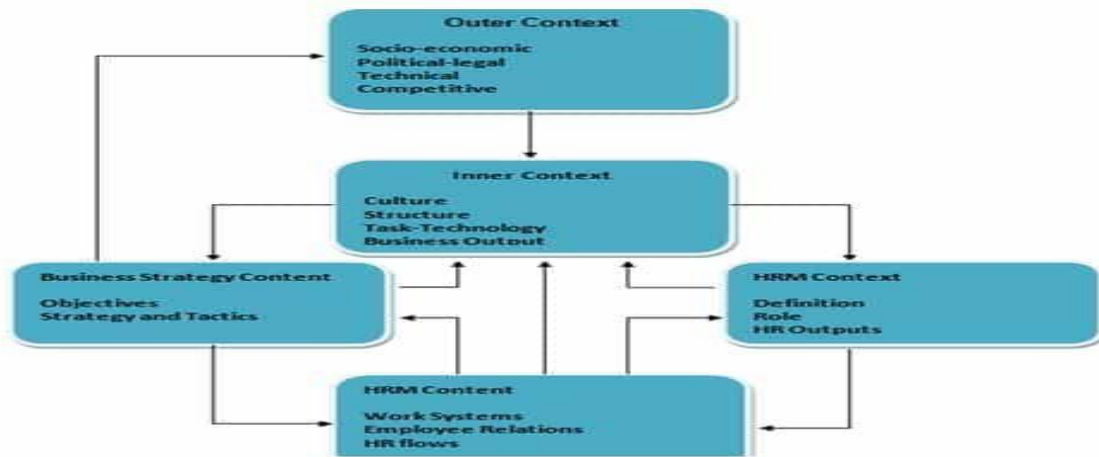 Outer Context
Socio-economic
Political-legal
Technical
Competitive
Inner Context
Culture
Structure
Task-Technology
Business Output
Business Strategy Content
Objectives
Strategy and Tactics
HRM Context
Definition
Role
HR Outputs
HRM Content
Work Systems
Employee Relations
HR flows